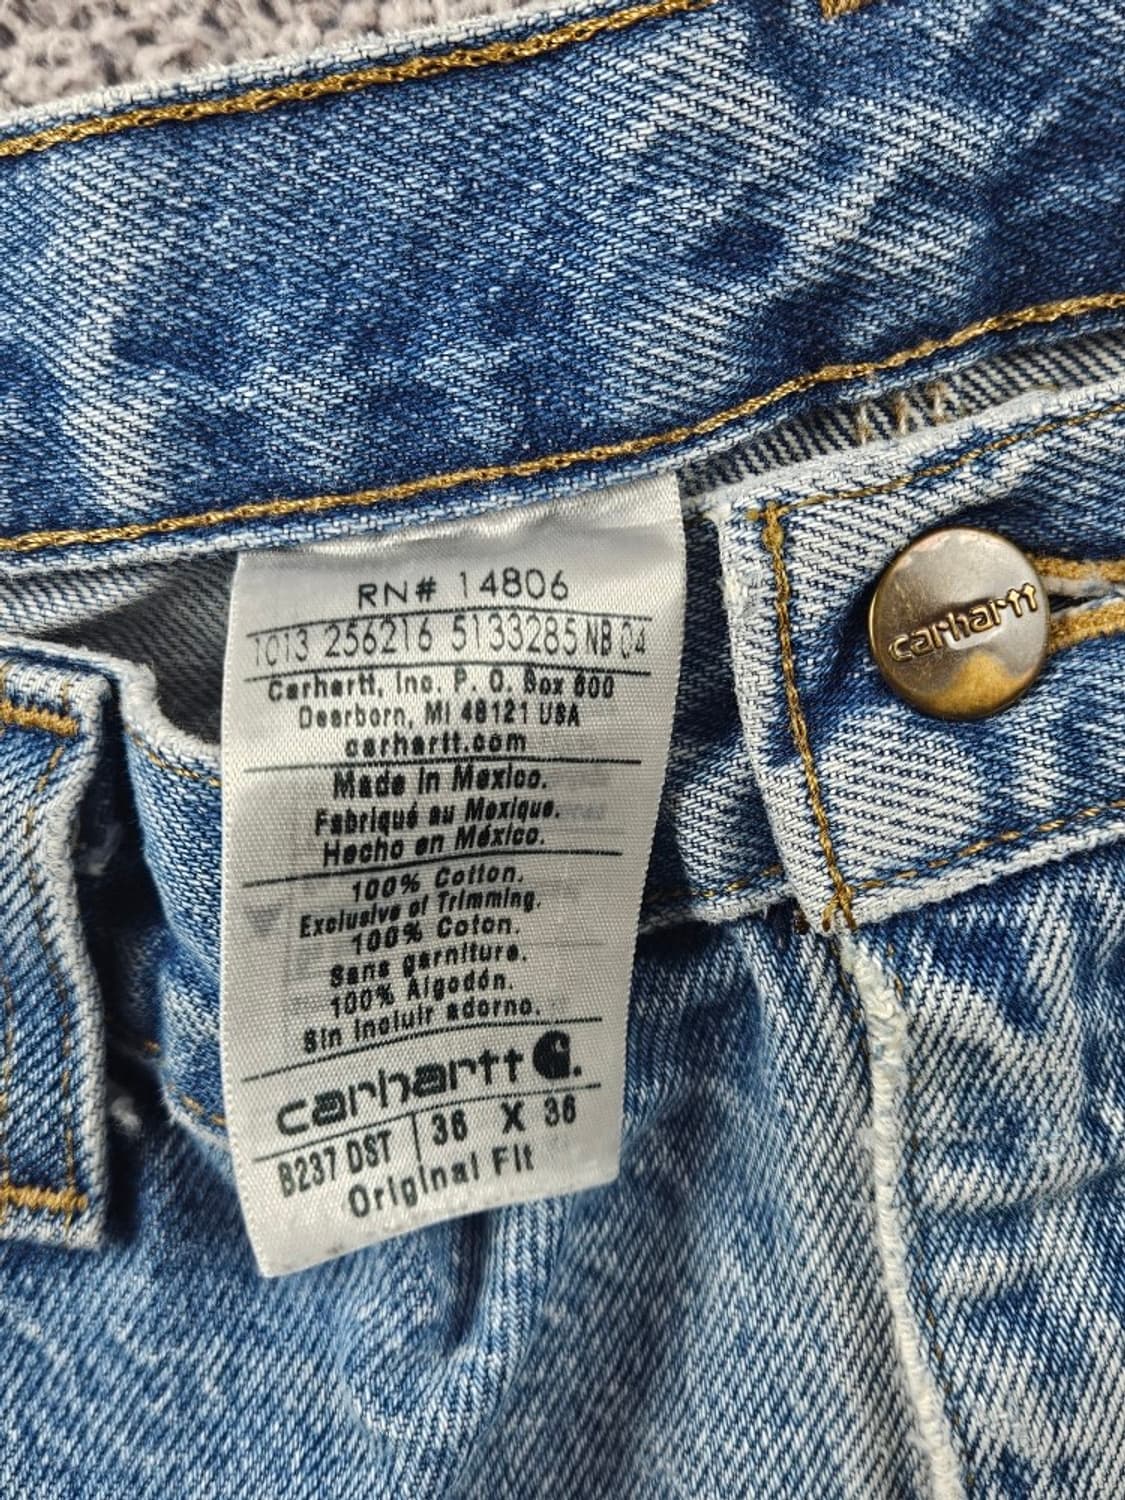 RN# 14806
1013 256216 5133285 NB 04
Carhartt, Inc. P. O. Box 600
Dearborn, MI 48121 USA
carhartt.com
Made in Mexico.
Fabriqué au Mexique.
Hecho en México.
100% Cotton.
Exclusive of Trimming.
100% Coton.
Sans garniture.
100% Algodón.
Sin incluir adorno.
carhartt
B237 DST 36 X 36
Original Fit
carhartt